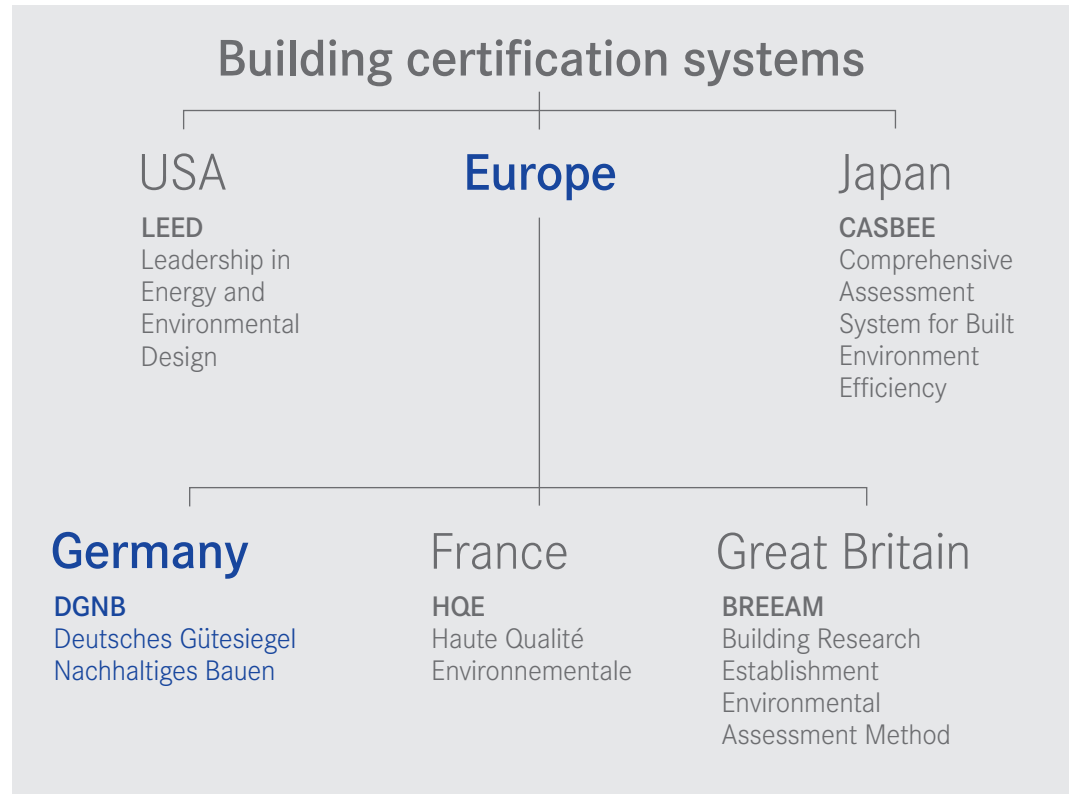 Building certification systems
USA
LEED
Leadership in
Energy and
Environmental
Design
Europe
Japan
CASBEE
Comprehensive
Assessment
System for Built
Environment
Efficiency
Germany
DGNB
Deutsches Gütesiegel
Nachhaltiges Bauen
France
HQE
Haute Qualité
Environnementale
Great Britain
BREEAM
Building Research
Establishment
Environmental
Assessment Method